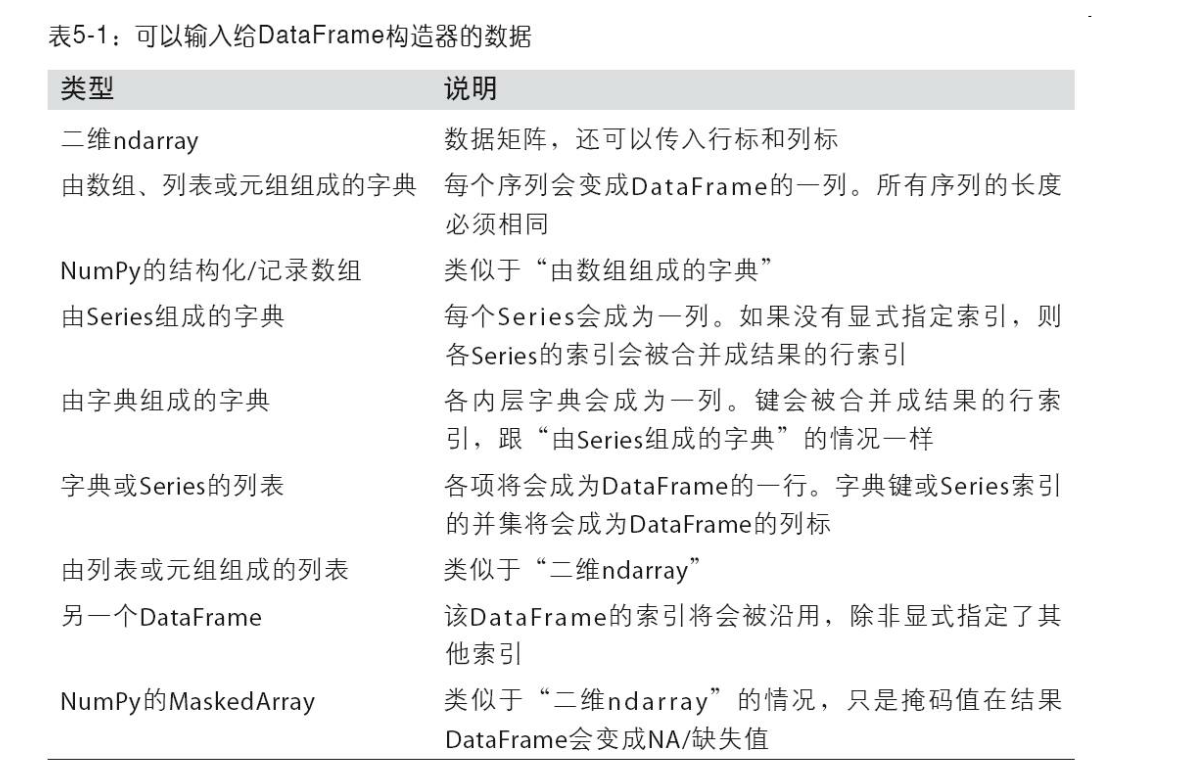 表5-1：可以输入给DataFrame构造器的数据
类型 说明
二维ndarray 数据矩阵，还可以传入行标和列标
由数组、列表或元组组成的字典 每个序列会变成DataFrame的一列。所有序列的长度
必须相同
NumPy的结构化/记录数组 类似于“由数组组成的字典”
由Series组成的字典 每个Series会成为一列。如果没有显式指定索引，则
各Series的索引会被合并成结果的行索引
由字典组成的字典 各内层字典会成为一列。键会被合并成结果的行索
引，跟“由Series组成的字典”的情况一样
字典或Series的列表 各项将会成为DataFrame的一行。字典键或Series索引
的并集将会成为DataFrame的列标
由列表或元组组成的列表 类似于“二维ndarray”
另一个DataFrame 该DataFrame的索引将会被沿用，除非显式指定了其
他索引
NumPy的MaskedArray 类似于“二维ndarray”的情况，只是掩码值在结果
DataFrame会变成NA/缺失值